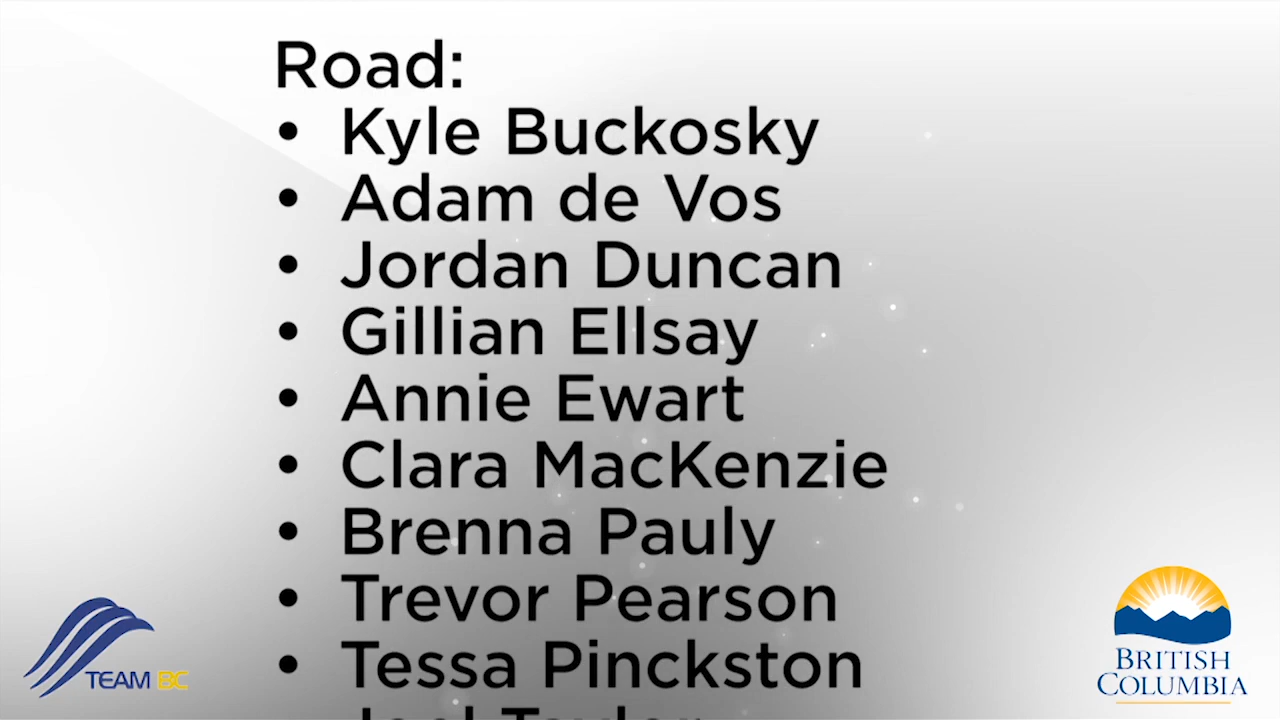 Road:
• Kyle Buckosky
• Adam de Vos
• Jordan Duncan
• Gillian Ellsay
• Annie Ewart
• Clara MacKenzie
• Brenna Pauly
• Trevor Pearson
• Tessa Pinckston
TEAM BC
BRITISH
COLUMBIA